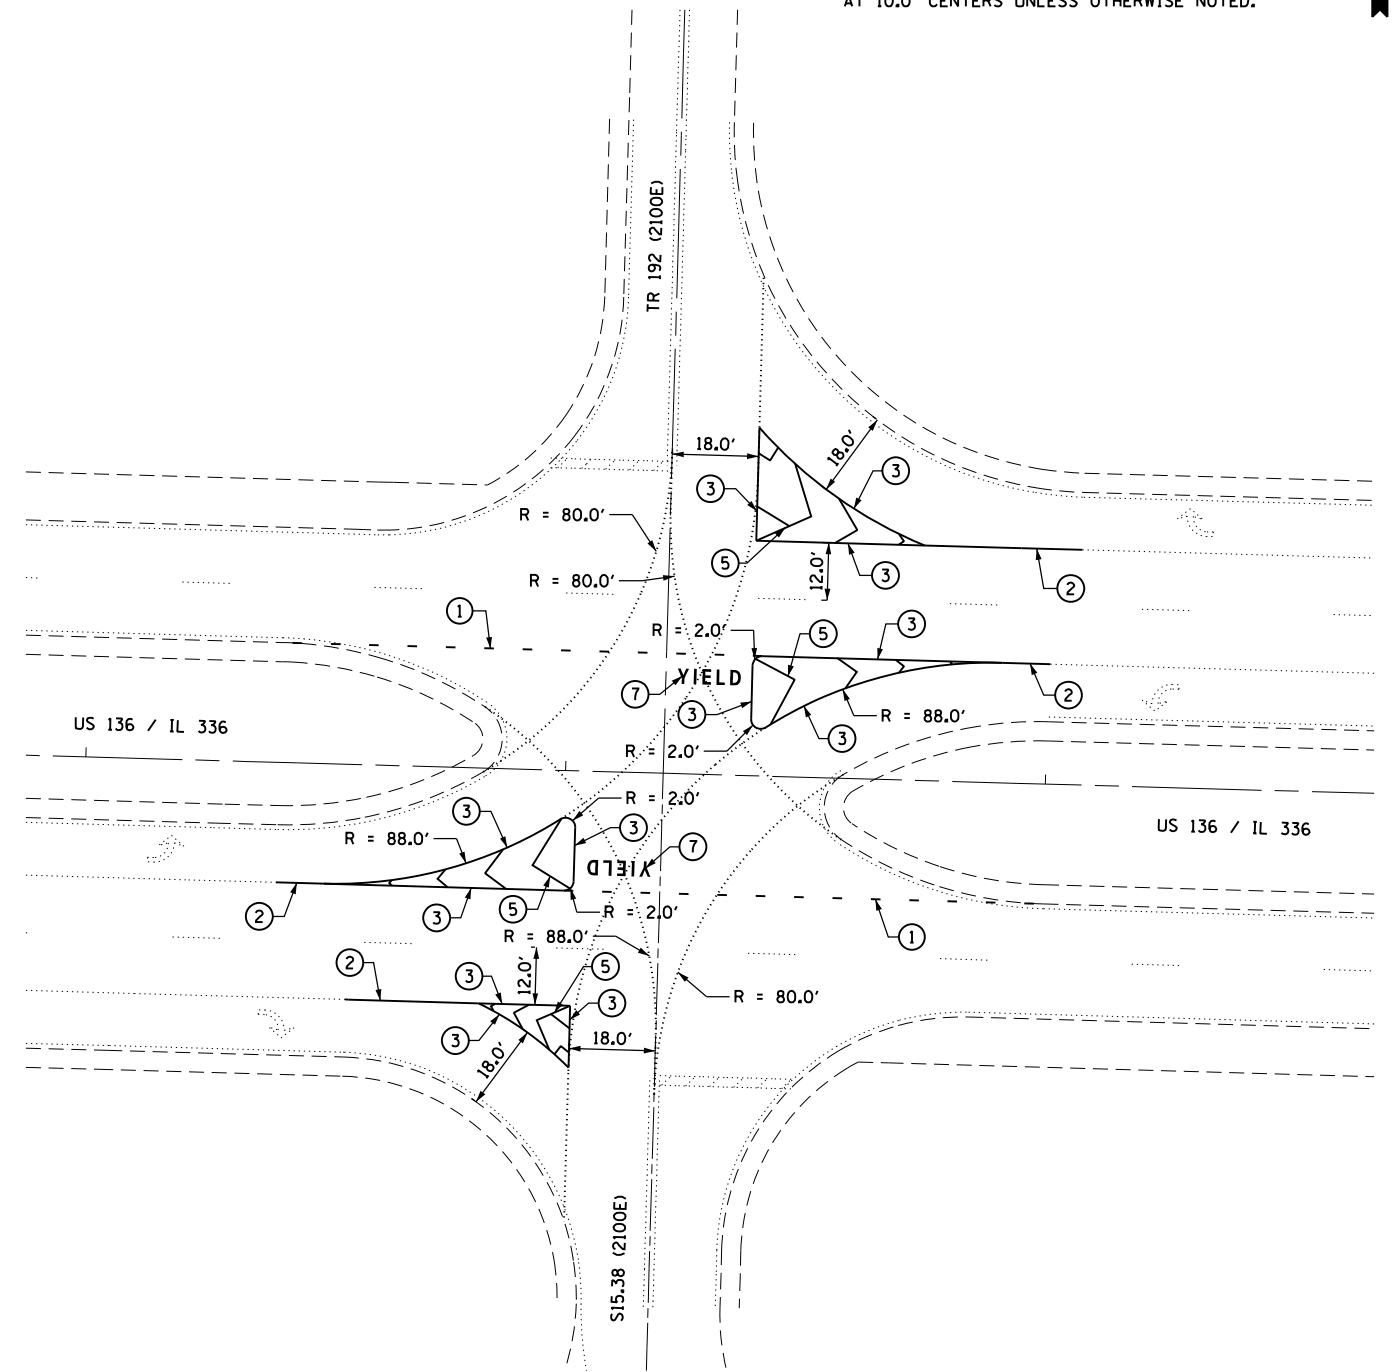 AT 10.0' CENTERS UNLESS OTHERWISE NOTED.
TR 192 (2100E)
18.0'
18.0'
3
3
R = 80.0'
5
12.0'
3
R = 80.0'
2
1
R = 2.0'
5
3
YIELD
7
3
2
R = 88.0'
US 136 / IL 336
3
R = 2.0'
R = 2.0'
3
3
US 136 / IL 336
R = 88.0'
7
YIELD
2
3
5
R = 2.0'
R = 88.0'
1
2
3
12.0'
5
R = 80.0'
3
3
18.0'
18.0'
S15.38 (2100E)